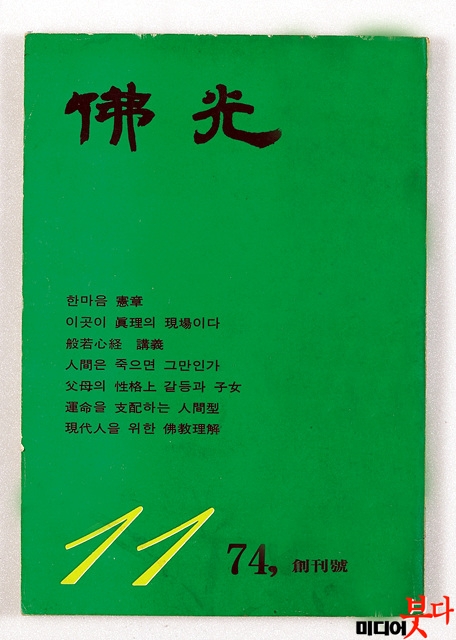 佛光
한마음 憲章
이곳이 眞理의 現場이다
般若心経 講義
人間은 죽으면 그만인가
父母의 性格上 갈등과 子女
運命을 支配하는 人間型
現代人을 위한 佛教理解
11
74, 創刊號
미디어붓다